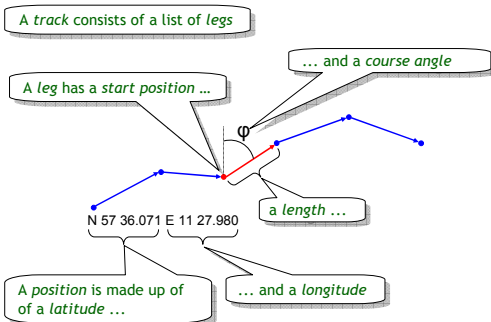 A track consists of a list of legs
... and a course angle
A leg has a start position ...
φ
a length ...
N 57 36.071 E 11 27.980
A position is made up of
of a latitude ...
... and a longitude